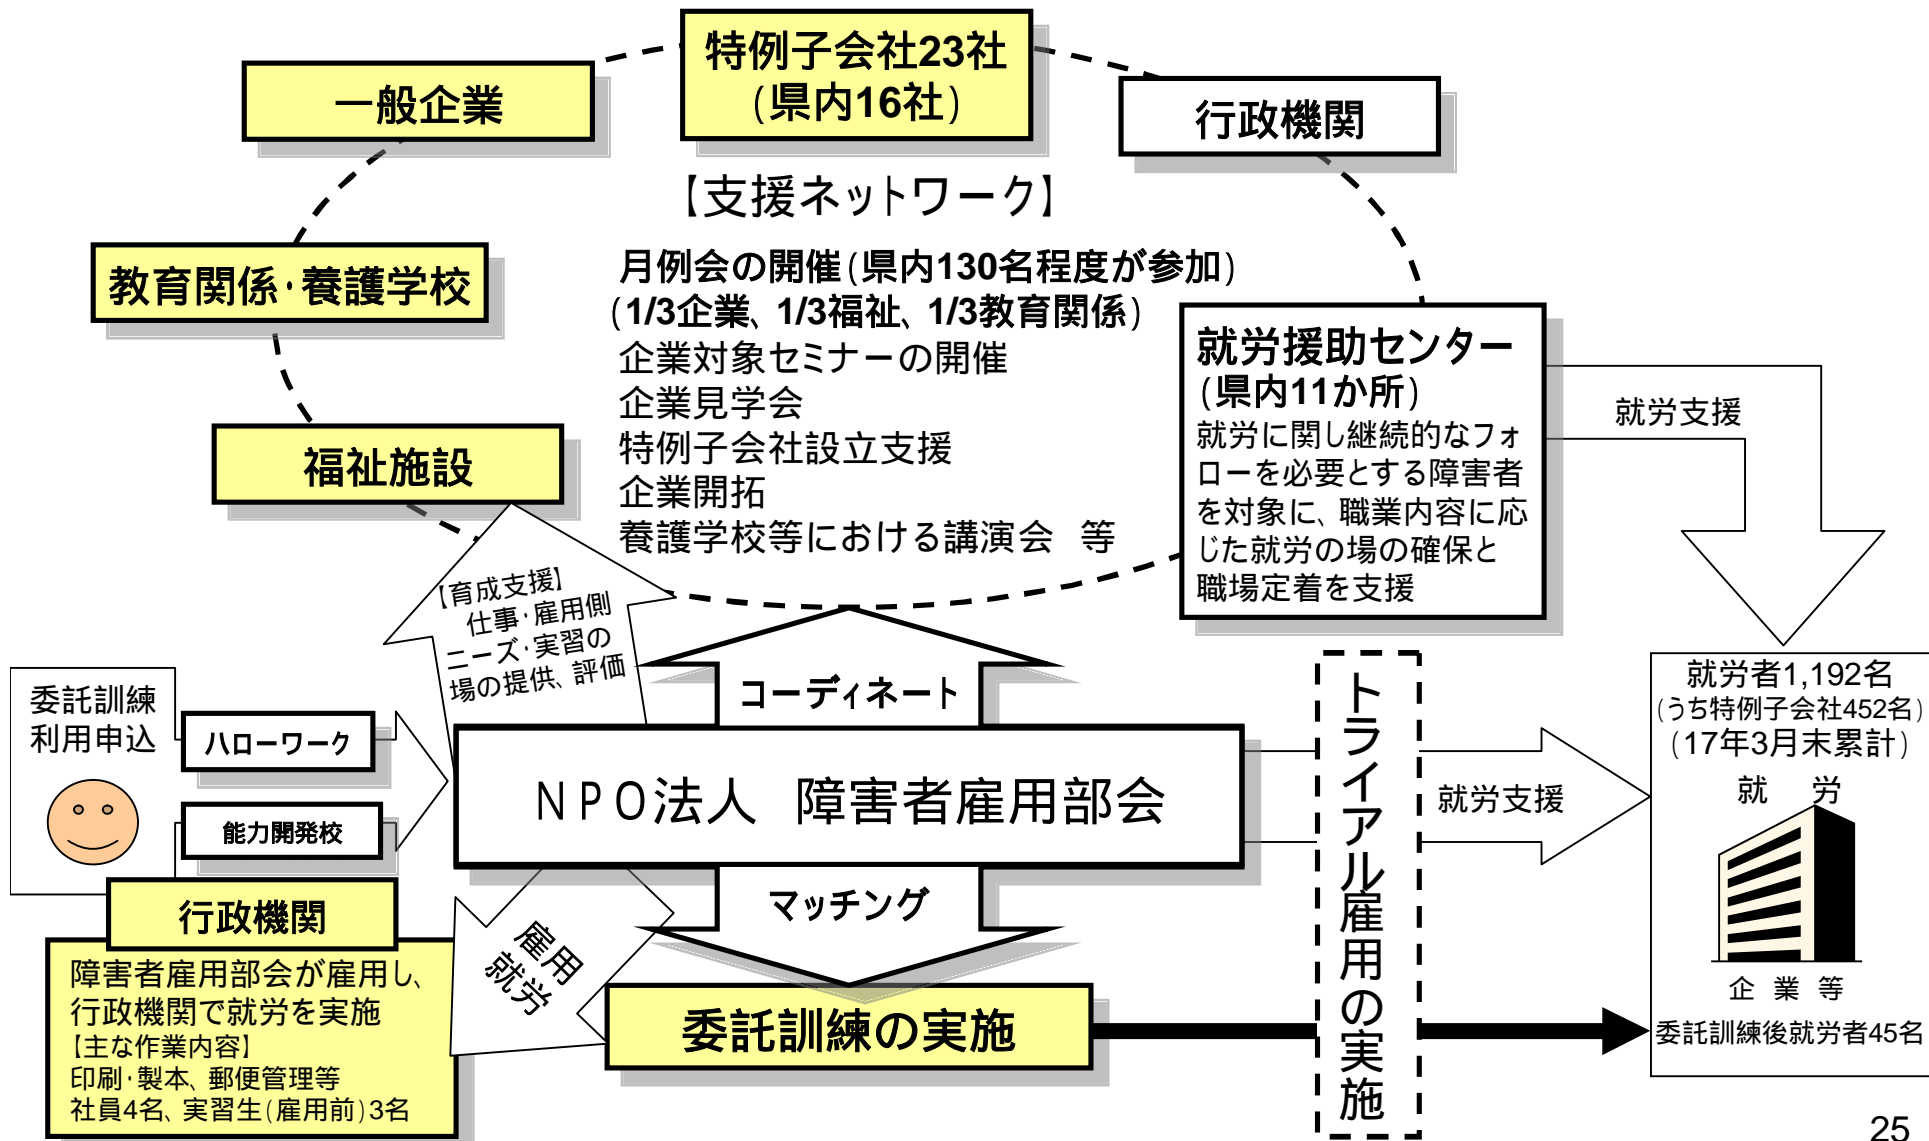 特例子会社23社
(県内16社)
一般企業
行政機関
【支援ネットワーク】
教育関係・養護学校
月例会の開催(県内130名程度が参加)
(1/3企業、1/3福祉、1/3教育関係)
企業対象セミナーの開催
企業見学会
特例子会社設立支援
企業開拓
養護学校等における講演会　等
就労援助センター
(県内11か所)
就労に関し継続的なフォ
ローを必要とする障害者
を対象に、職業内容に応
じた就労の場の確保と
職場定着を支援
就労支援
福祉施設
【育成支援】
仕事・雇用側
ニーズ・実習の
場の提供、評価
コーディネート
委託訓練
利用申込
ハローワーク
能力開発校
ＮＰＯ法人　障害者雇用部会
トライアル雇用の実施
就労支援
就労者1,192名
(うち特例子会社452名)
(17年3月末累計)
就　労
企 業 等
委託訓練後就労者45名
マッチング
雇用
就労
行政機関
障害者雇用部会が雇用し、
行政機関で就労を実施
【主な作業内容】
印刷・製本、郵便管理等
社員4名、実習生(雇用前)3名
委託訓練の実施
25